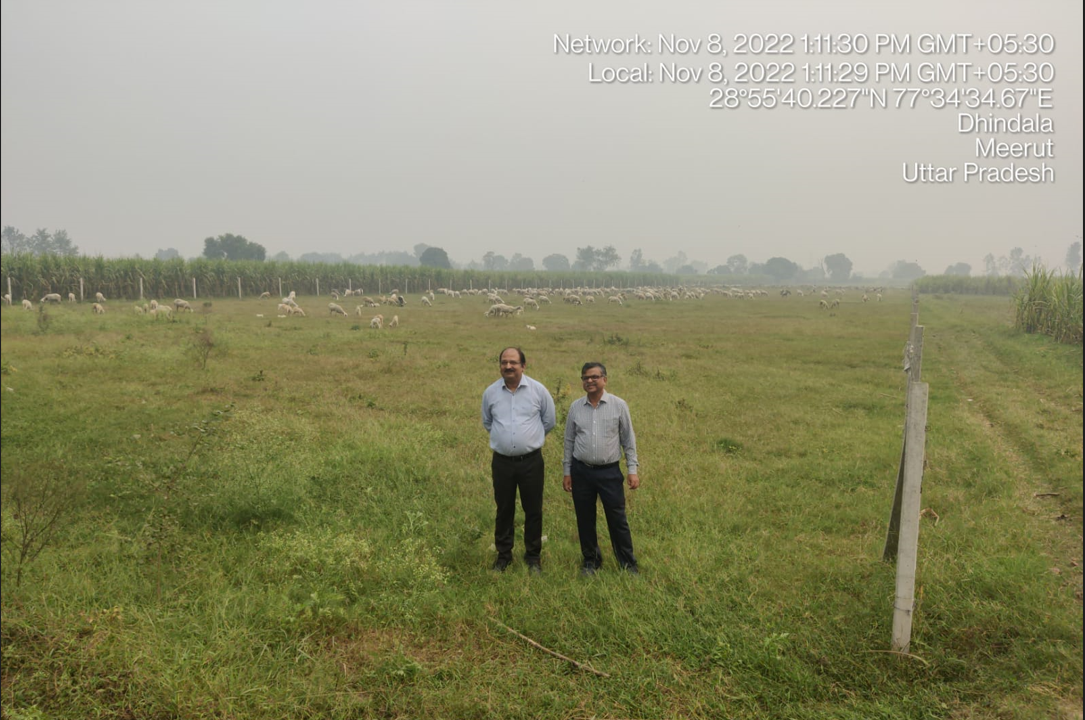 Network: Nov 8, 2022 1:11:30 PM GMT+05:30
Local: Nov 8, 2022 1:11:29 PM GMT+05:30
28°55'40.227"N 77°34'34.67"E
Dhindala
Meerut
Uttar Pradesh